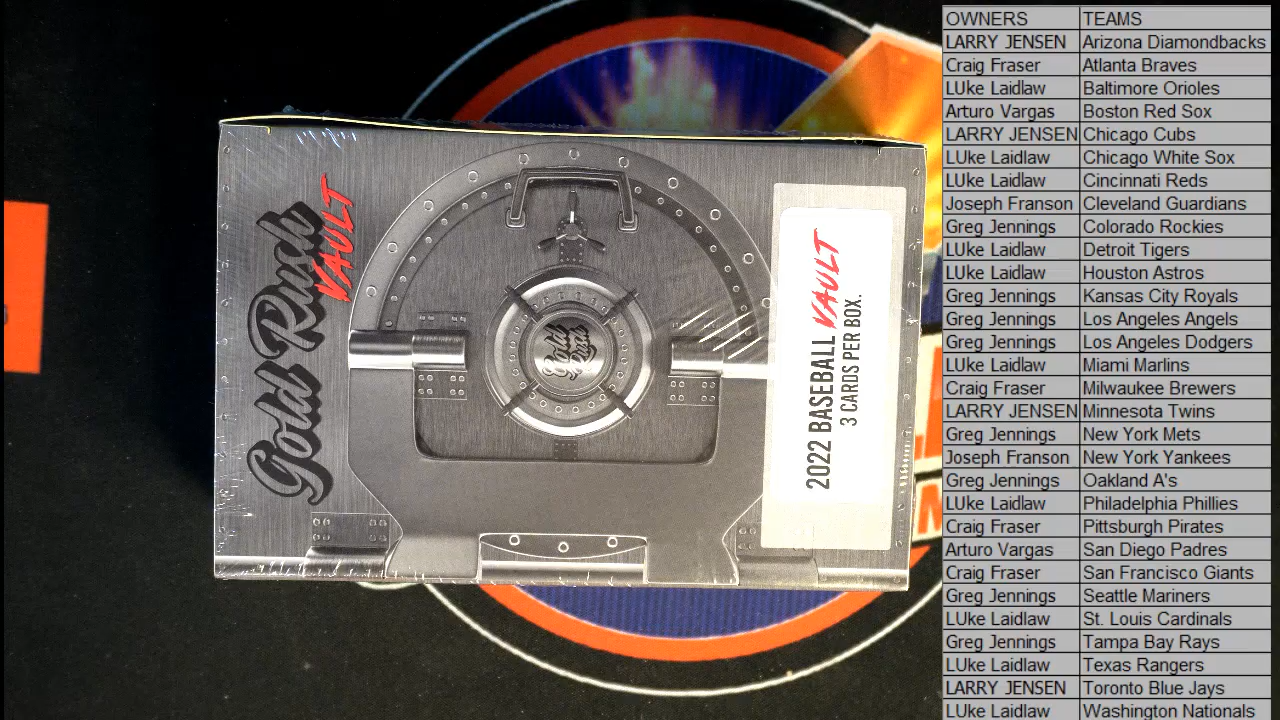 Gold Rush
VAULT
Gold Rush
2022 BASEBALL VAULT
3 CARDS PER BOX.
OWNERS TEAMS
LARRY JENSEN Arizona Diamondbacks
Craig Fraser Atlanta Braves
LUke Laidlaw Baltimore Orioles
Arturo Vargas Boston Red Sox
LARRY JENSEN Chicago Cubs
LUke Laidlaw Chicago White Sox
LUke Laidlaw Cincinnati Reds
Joseph Franson Cleveland Guardians
Greg Jennings Colorado Rockies
LUke Laidlaw Detroit Tigers
LUke Laidlaw Houston Astros
Greg Jennings Kansas City Royals
Greg Jennings Los Angeles Angels
Greg Jennings Los Angeles Dodgers
LUke Laidlaw Miami Marlins
Craig Fraser Milwaukee Brewers
LARRY JENSEN Minnesota Twins
Greg Jennings New York Mets
Joseph Franson New York Yankees
Greg Jennings Oakland A's
LUke Laidlaw Philadelphia Phillies
Craig Fraser Pittsburgh Pirates
Arturo Vargas San Diego Padres
Craig Fraser San Francisco Giants
Greg Jennings Seattle Mariners
LUke Laidlaw St. Louis Cardinals
Greg Jennings Tampa Bay Rays
LUke Laidlaw Texas Rangers
LARRY JENSEN Toronto Blue Jays
LUke Laidlaw Washington Nationals